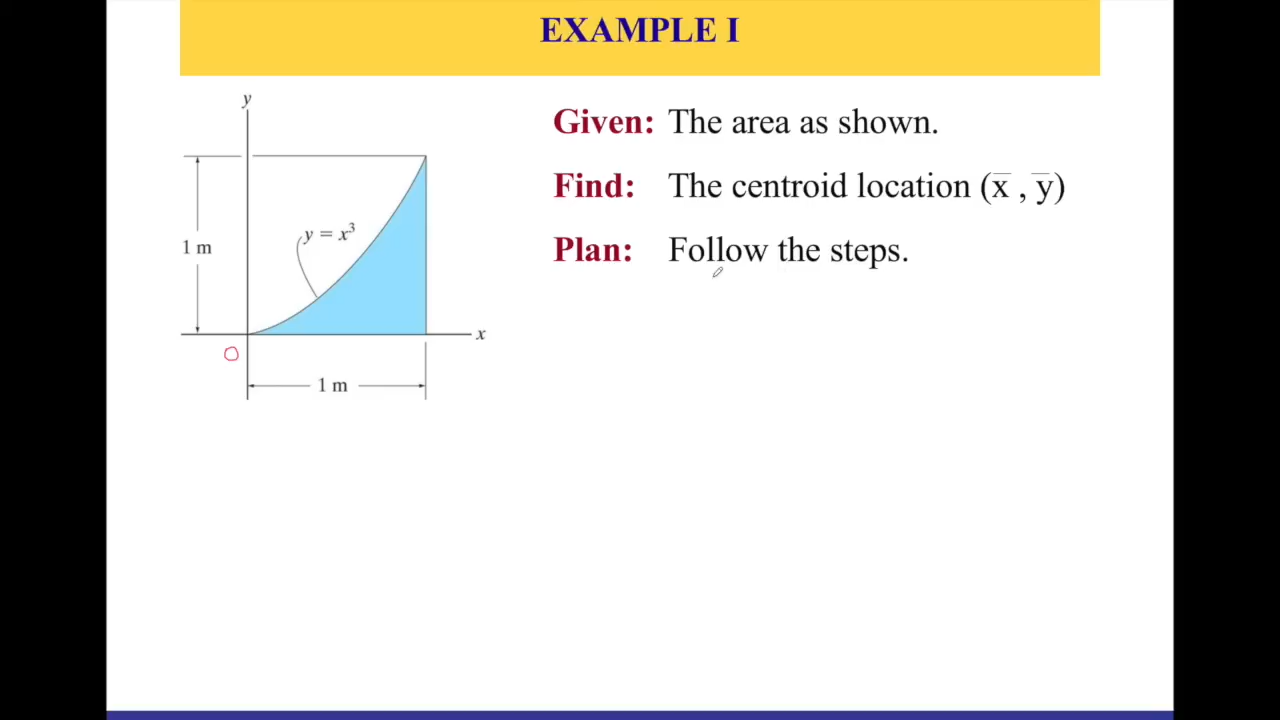 EXAMPLE I
y
Given: The area as shown.
Find: The centroid location (x̅ , y̅)
y = x³
1 m
Plan: Follow the steps.
x
O
1 m